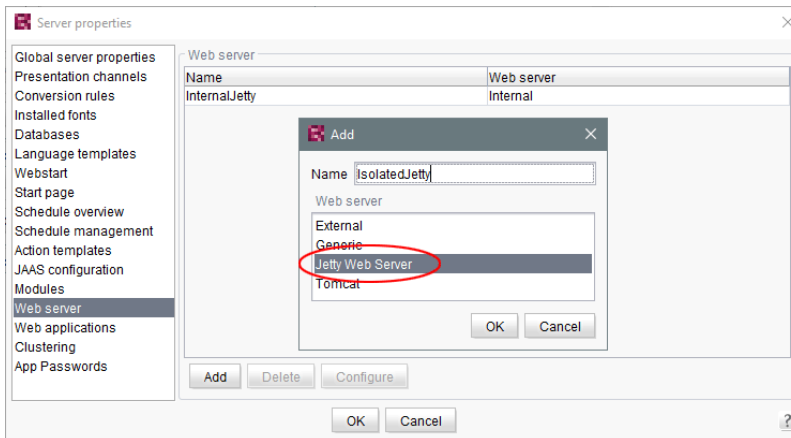 Server properties
Global server properties
Presentation channels
Conversion rules
Installed fonts
Databases
Language templates
Webstart
Start page
Schedule overview
Schedule management
Action templates
JAAS configuration
Modules
Web server
Web applications
Clustering
App Passwords
Web server
Name Web server
InternalJetty Internal
Add
Name IsolatedJetty
Web server
External
Generic
Jetty Web Server
Tomcat
OK Cancel
Add Delete Configure
OK Cancel
?